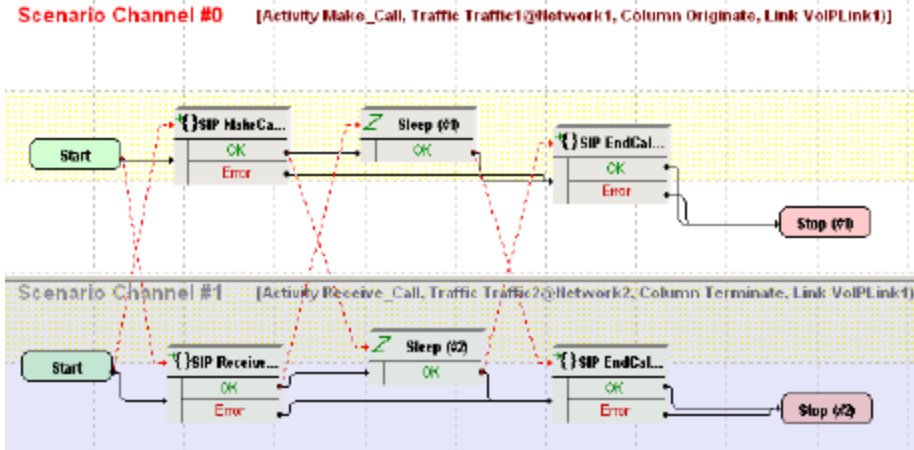 Scenario Channel #0 [Activity Make_Call, Traffic Traffic1@Network1, Column Originate, Link VoIPLink1)]
{}SIP MakeCa... Sleep (#1)
{}SIP EndCal...
Start OK OK
Error OK
Error
Stop (#1)
Scenario Channel #1 [Activity Receive_Call, Traffic Traffic2@Network2, Column Terminate, Link VoIPLink1)
Sleep (#2)
{}SIP Receive... {}SIP EndCal...
Start OK
OK OK
Error Error Stop (#2)